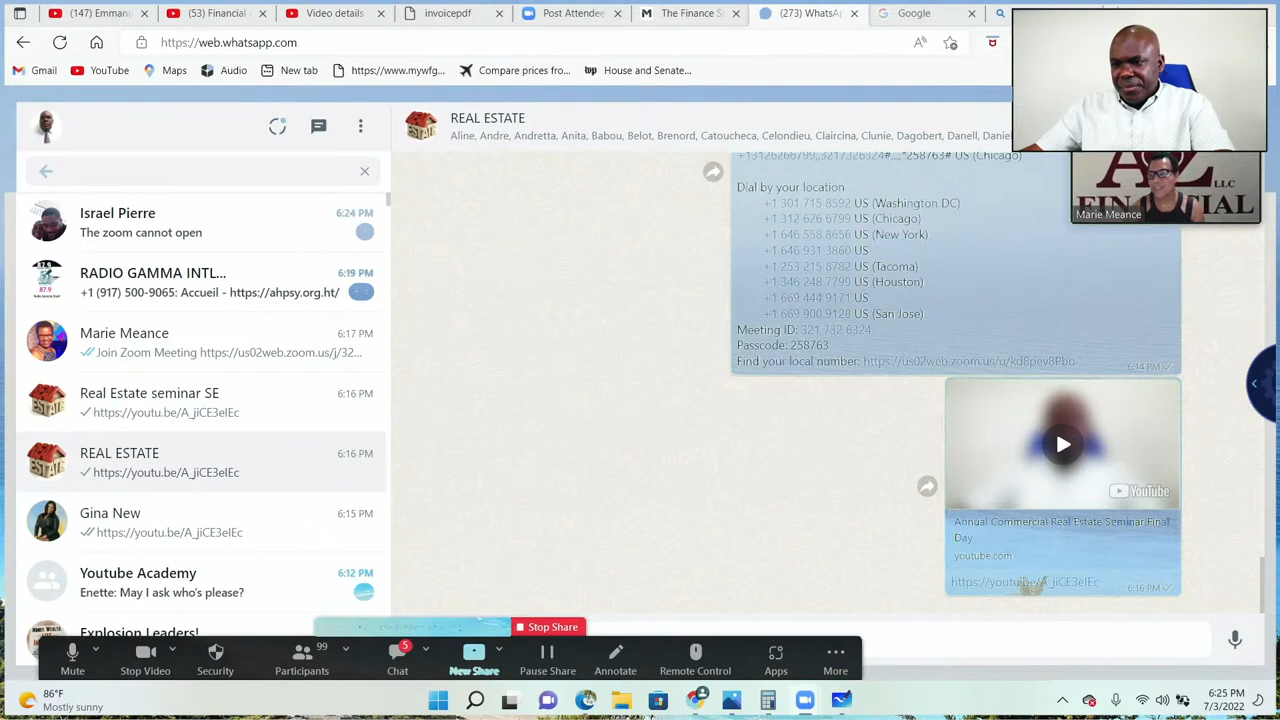 (147) Emmanu
(53) Financial
Video details
invoicepdf
Post Attendee
The Finance S
(273) WhatsA
Google
https://web.whatsapp.com
Gmail
YouTube
Maps
Audio
New tab
https://www.mywfg...
Compare prices from...
House and Senate...
REAL ESTATE
Aline, Andre, Andretta, Anita, Babou, Belot, Brenord, Catoucheca, Celondieu, Claircina, Clunie, Dagobert, Danell, Danie
Israel Pierre
6:24 PM
The zoom cannot open
RADIO GAMMA INTL...
6:19 PM
+1 (917) 500-9065: Accueil - https://ahpsy.org.ht/
Marie Meance
6:17 PM
Join Zoom Meeting https://us02web.zoom.us/j/32...
Real Estate seminar SE
6:16 PM
https://youtu.be/A_jiCE3eIEc
REAL ESTATE
6:16 PM
https://youtu.be/A_jiCE3eIEc
Gina New
6:15 PM
https://youtu.be/A_jiCE3eIEc
Youtube Academy
6:12 PM
Enette: May I ask who's please?
Explosion Leaders!
+13126266799,,3217326324#,,,,*258763# US (Chicago)
Dial by your location
+1 301 715 8592 US (Washington DC)
+1 312 626 6799 US (Chicago)
+1 646 558 8656 US (New York)
+1 646 931 3860 US
+1 253 215 8782 US (Tacoma)
+1 346 248 7799 US (Houston)
+1 669 444 9171 US
+1 669 900 9128 US (San Jose)
Meeting ID: 321 732 6324
Passcode: 258763
Find your local number: https://us02web.zoom.us/u/kd8pev8Pbo
6:14 PM
YouTube
Annual Commercial Real Estate Seminar Final
Day
youtube.com
https://youtu.be/A_jiCE3eIEc
6:16 PM
LLC
FINANCIAL
Marie Meance
Stop Share
Mute
Stop Video
Security
Participants
99
Chat
5
New Share
Pause Share
Annotate
Remote Control
Apps
More
86°F
Mostly sunny
6:25 PM
7/3/2022